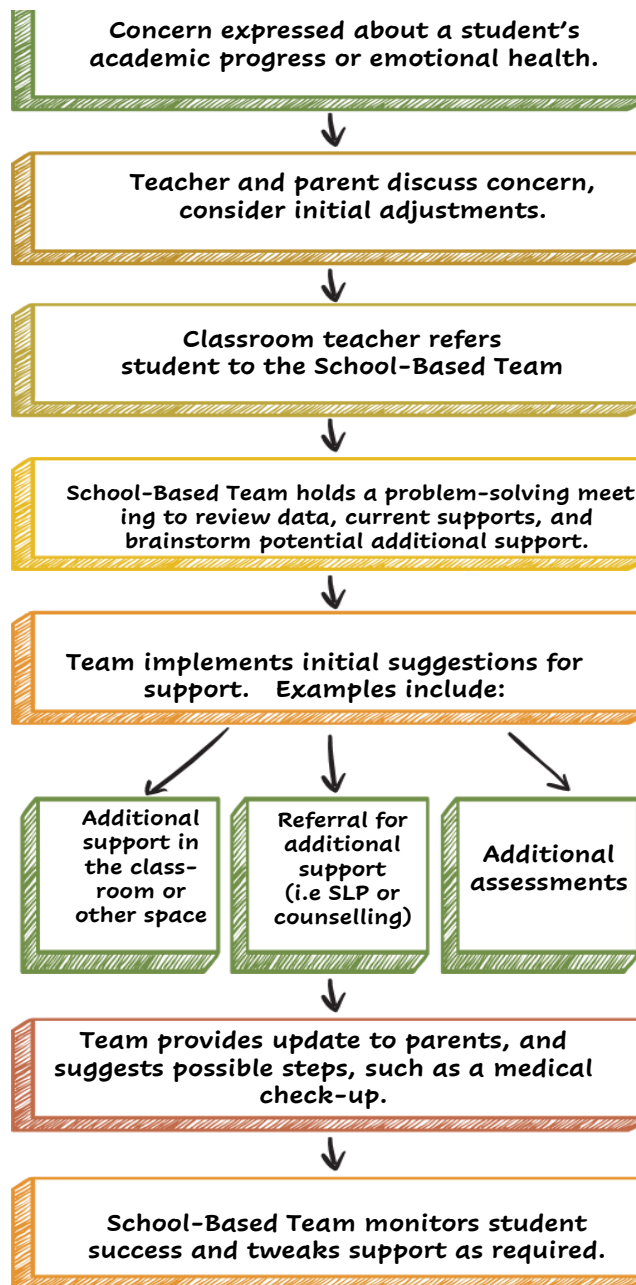 Concern expressed about a student's
academic progress or emotional health.
Teacher and parent discuss concern,
consider initial adjustments.
Classroom teacher refers
student to the School-Based Team
School-Based Team holds a problem-solving meet
ing to review data, current supports, and
brainstorm potential additional support.
Team implements initial suggestions for
support.   Examples include:
Additional
support in
the class-
room or
other space
Referral for
additional
support
(i.e SLP or
counselling)
Additional
assessments
Team provides update to parents, and
suggests possible steps, such as a medical
check-up.
School-Based Team monitors student
success and tweaks support as required.